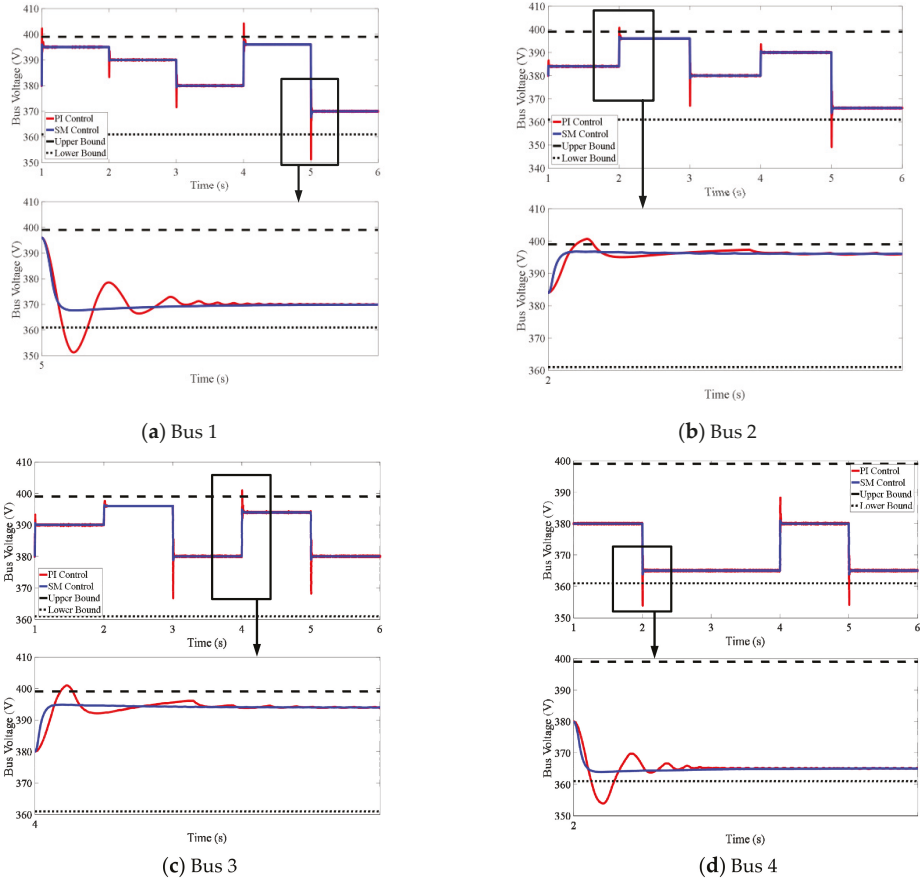 410
400
390
380
370
360
350
Bus Voltage (V)
PI Control
SM Control
Upper Bound
Lower Bound
1 2 3 4 5 6
Time (s)
410
400
390
380
370
360
350
Bus Voltage (V)
5
Time (s)
(a) Bus 1
410
400
390
380
370
360
350
340
Bus Voltage (V)
PI Control
SM Control
Upper Bound
Lower Bound
1 2 3 4 5 6
Time (s)
410
400
390
380
370
360
Bus Voltage (V)
2
Time (s)
(b) Bus 2
410
400
390
380
370
360
Bus Voltage (V)
PI Control
SM Control
Upper Bound
Lower Bound
1 2 3 4 5 6
Time (s)
410
400
390
380
370
360
Bus Voltage (V)
4
Time (s)
(c) Bus 3
400
390
380
370
360
350
Bus Voltage (V)
PI Control
SM Control
Upper Bound
Lower Bound
1 2 3 4 5 6
Time (s)
400
390
380
370
360
350
Bus Voltage (V)
2
Time (s)
(d) Bus 4